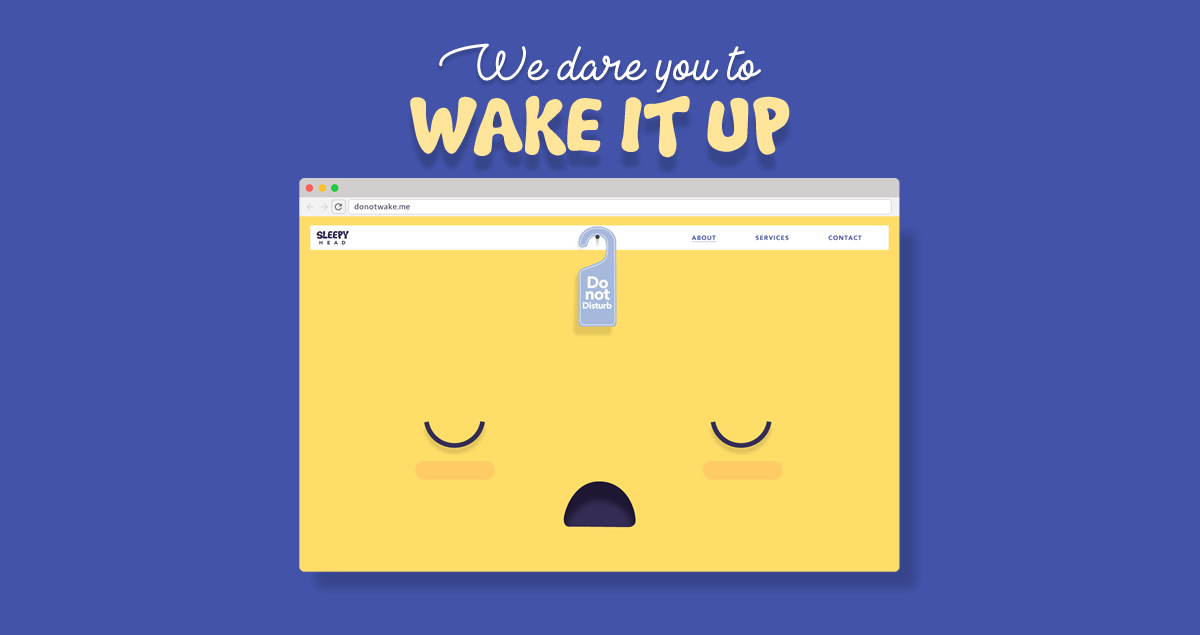 We dare you to
WAKE IT UP
donotwake.me
SLEEPY
HEAD
ABOUT
SERVICES
CONTACT
Do
not
Disturb